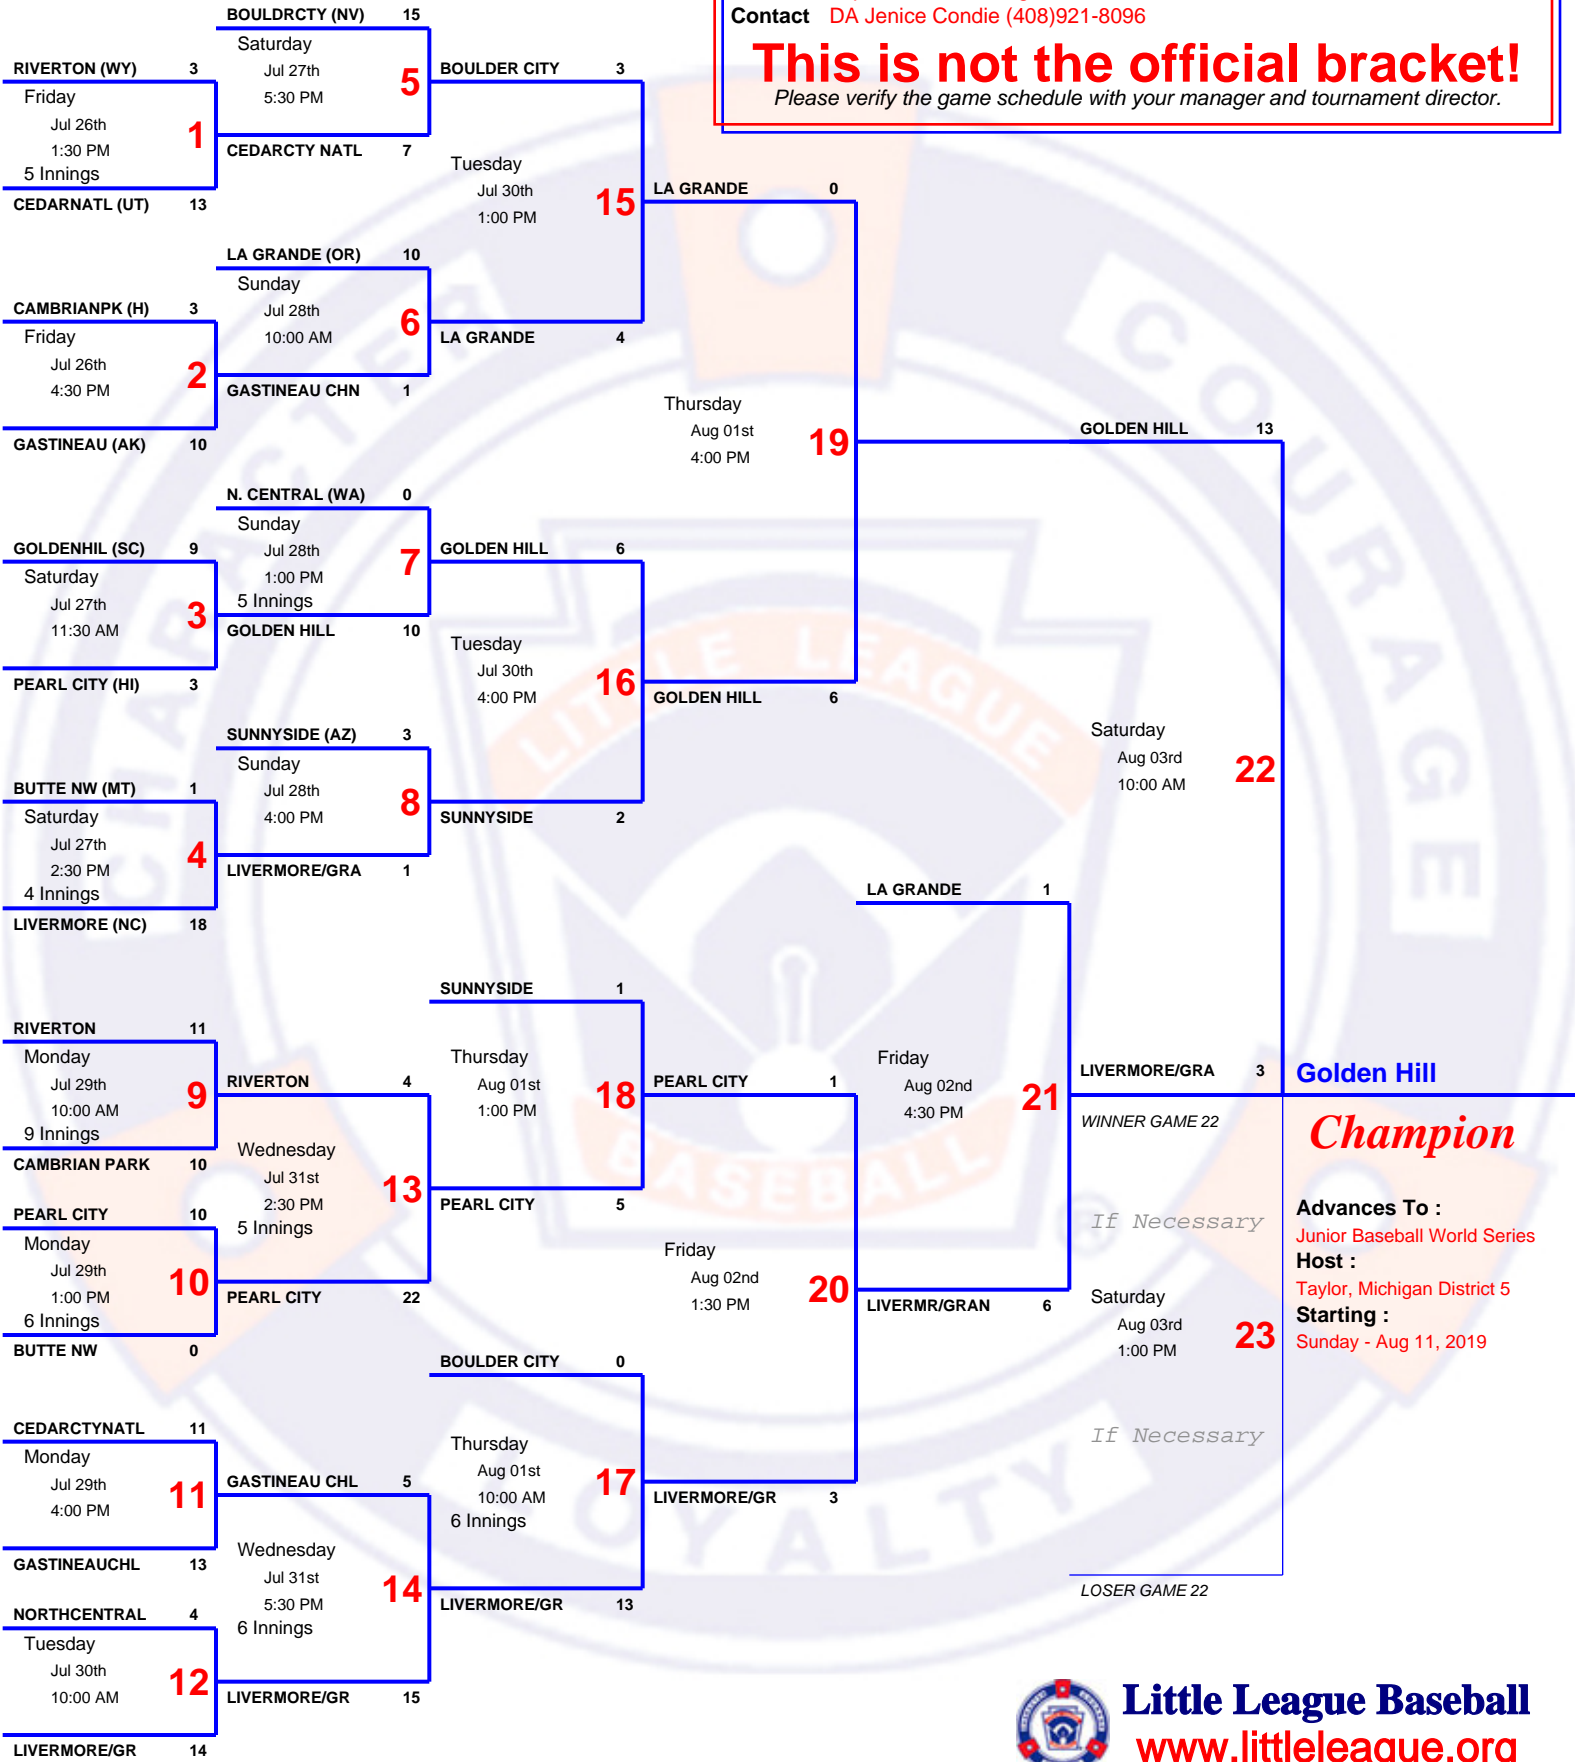 Contact DA Jenice Condie (408)921-8096
This is not the official bracket!
Please verify the game schedule with your manager and tournament director.
RIVERTON (WY) 3
Friday
Jul 26th
1:30 PM
5 Innings
1
CEDARNATL (UT) 13
CAMBRIANPK (H) 3
Friday
Jul 26th
4:30 PM
2
GASTINEAU (AK) 10
GOLDENHIL (SC) 9
Saturday
Jul 27th
11:30 AM
3
PEARL CITY (HI) 3
BUTTE NW (MT) 1
Saturday
Jul 27th
2:30 PM
4 Innings
4
LIVERMORE (NC) 18
BOULDRCTY (NV) 15
Saturday
Jul 27th
5:30 PM
5
CEDARCTY NATL 7
LA GRANDE (OR) 10
Sunday
Jul 28th
10:00 AM
6
GASTINEAU CHN 1
N. CENTRAL (WA) 0
Sunday
Jul 28th
1:00 PM
5 Innings
7
GOLDEN HILL 10
SUNNYSIDE (AZ) 3
Sunday
Jul 28th
4:00 PM
8
LIVERMORE/GRA 1
BOULDER CITY 3
Tuesday
Jul 30th
1:00 PM
15
LA GRANDE 4
GOLDEN HILL 6
Tuesday
Jul 30th
4:00 PM
16
SUNNYSIDE 2
LA GRANDE 0
Thursday
Aug 01st
4:00 PM
19
GOLDEN HILL 6
RIVERTON 11
Monday
Jul 29th
10:00 AM
9 Innings
9
CAMBRIAN PARK 10
PEARL CITY 10
Monday
Jul 29th
1:00 PM
6 Innings
10
BUTTE NW 0
CEDARCTYNATL 11
Monday
Jul 29th
4:00 PM
11
GASTINEAUCHL 13
NORTHCENTRAL 4
Tuesday
Jul 30th
10:00 AM
12
LIVERMORE/GR 14
RIVERTON 4
Wednesday
Jul 31st
2:30 PM
5 Innings
13
PEARL CITY 22
GASTINEAU CHL 5
Wednesday
Jul 31st
5:30 PM
6 Innings
14
LIVERMORE/GR 15
SUNNYSIDE 1
Thursday
Aug 01st
1:00 PM
18
PEARL CITY 5
BOULDER CITY 0
Thursday
Aug 01st
10:00 AM
6 Innings
17
LIVERMORE/GR 13
PEARL CITY 1
Friday
Aug 02nd
1:30 PM
20
LIVERMORE/GR 3
LA GRANDE 1
Friday
Aug 02nd
4:30 PM
21
LIVERMR/GRAN 6
GOLDEN HILL 13
Saturday
Aug 03rd
10:00 AM
22
LIVERMORE/GRA 3
WINNER GAME 22
If Necessary
Saturday
Aug 03rd
1:00 PM
23
If Necessary
LOSER GAME 22
Golden Hill
Champion
Advances To :
Junior Baseball World Series
Host :
Taylor, Michigan District 5
Starting :
Sunday - Aug 11, 2019
CHARACTER
COURAGE
LOYALTY
LITTLE LEAGUE
BASEBALL
®
Little League Baseball
www.littleleague.org